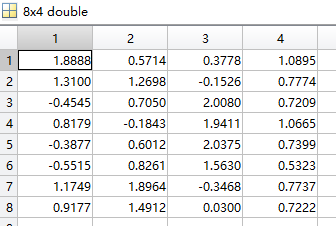 8x4 double
1 2 3 4
1 1.8888 0.5714 0.3778 1.0895
2 1.3100 1.2698 -0.1526 0.7774
3 -0.4545 0.7050 2.0080 0.7209
4 0.8179 -0.1843 1.9411 1.0665
5 -0.3877 0.6012 2.0375 0.7399
6 -0.5515 0.8261 1.5630 0.5323
7 1.1749 1.8964 -0.3468 0.7737
8 0.9177 1.4912 0.0300 0.7222